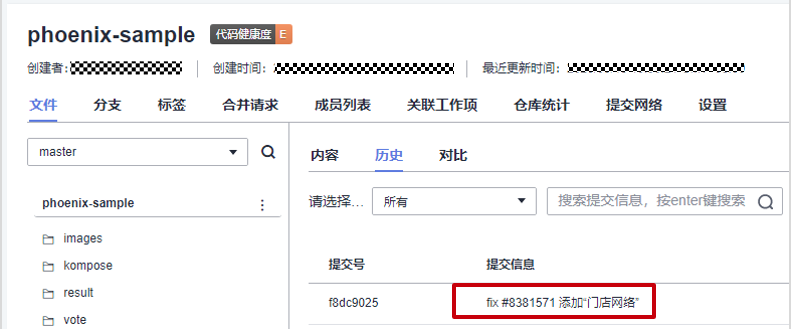 phoenix-sample 代码健康度 E
创建者: 创建时间: 最近更新时间:
文件 分支 标签 合并请求 成员列表 关联工作项 仓库统计 提交网络 设置
master
内容 历史 对比
phoenix-sample
请选择... 所有 搜索提交信息，按enter键搜索
images
kompose
result
vote
提交号 提交信息
f8dc9025 fix #8381571 添加“门店网络”